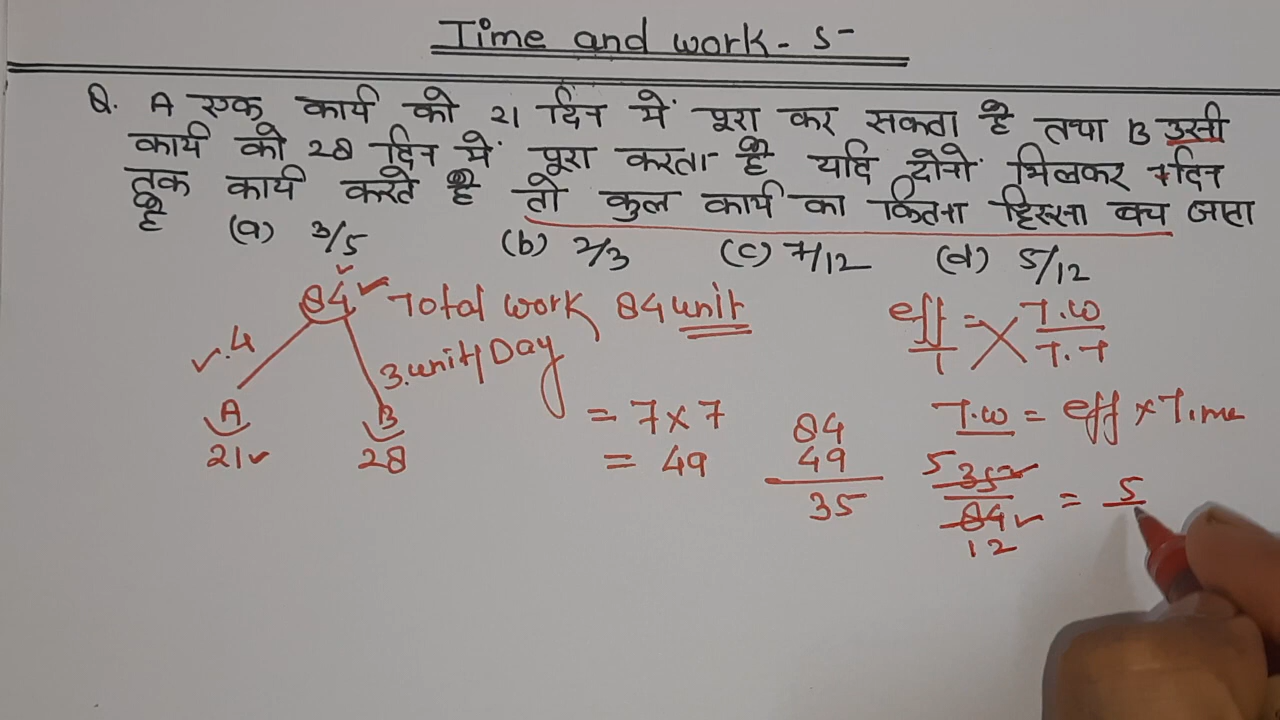 Time and work - 5
Q. A एक कार्य को 21 दिन में पूरा कर सकता है तथा B उसी
कार्य को 28 दिन में पूरा करता है यदि दोनों मिलकर 7 दिन
तक कार्य करते है तो कुल कार्य का कितना हिस्सा बच जाता
है
(a) 3/5 (b) 2/3 (c) 7/12 (d) 5/12
84 Total work 84 unit
eff/1 = T.W/T.T
4 3 unit/Day
A B
21 28
= 7 x 7
= 49
84
49
35
T.W = eff x Time
5
35/84 = 5
12